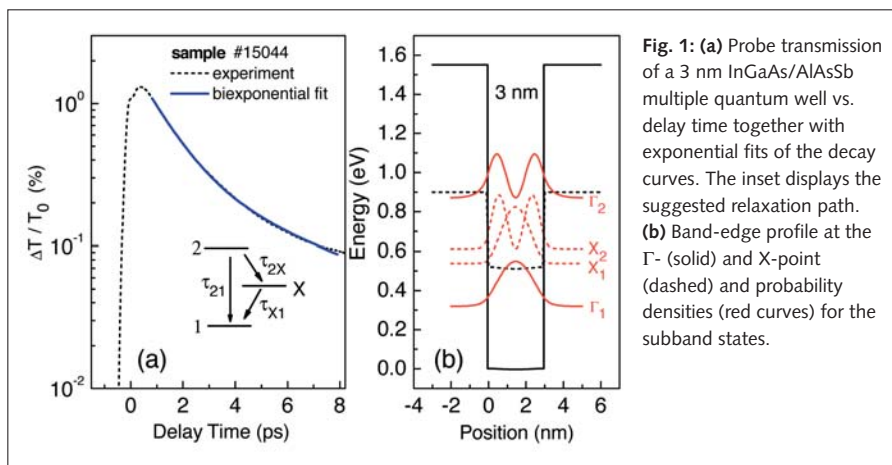 sample #15044
experiment
biexponential fit
10^0
10^-1
10^-2
ΔT / T_0 (%)
2
τ_2X
τ_21
X
τ_X1
1
(a)
0 2 4 6 8
Delay Time (ps)
1.6
1.4
1.2
1.0
0.8
0.6
0.4
0.2
0.0
Energy (eV)
3 nm
Γ_2
X_2
X_1
Γ_1
(b)
-4 -2 0 2 4 6
Position (nm)
Fig. 1: (a) Probe transmission
of a 3 nm InGaAs/AlAsSb
multiple quantum well vs.
delay time together with
exponential fits of the decay
curves. The inset displays the
suggested relaxation path.
(b) Band-edge profile at the
Γ- (solid) and X-point
(dashed) and probability
densities (red curves) for the
subband states.